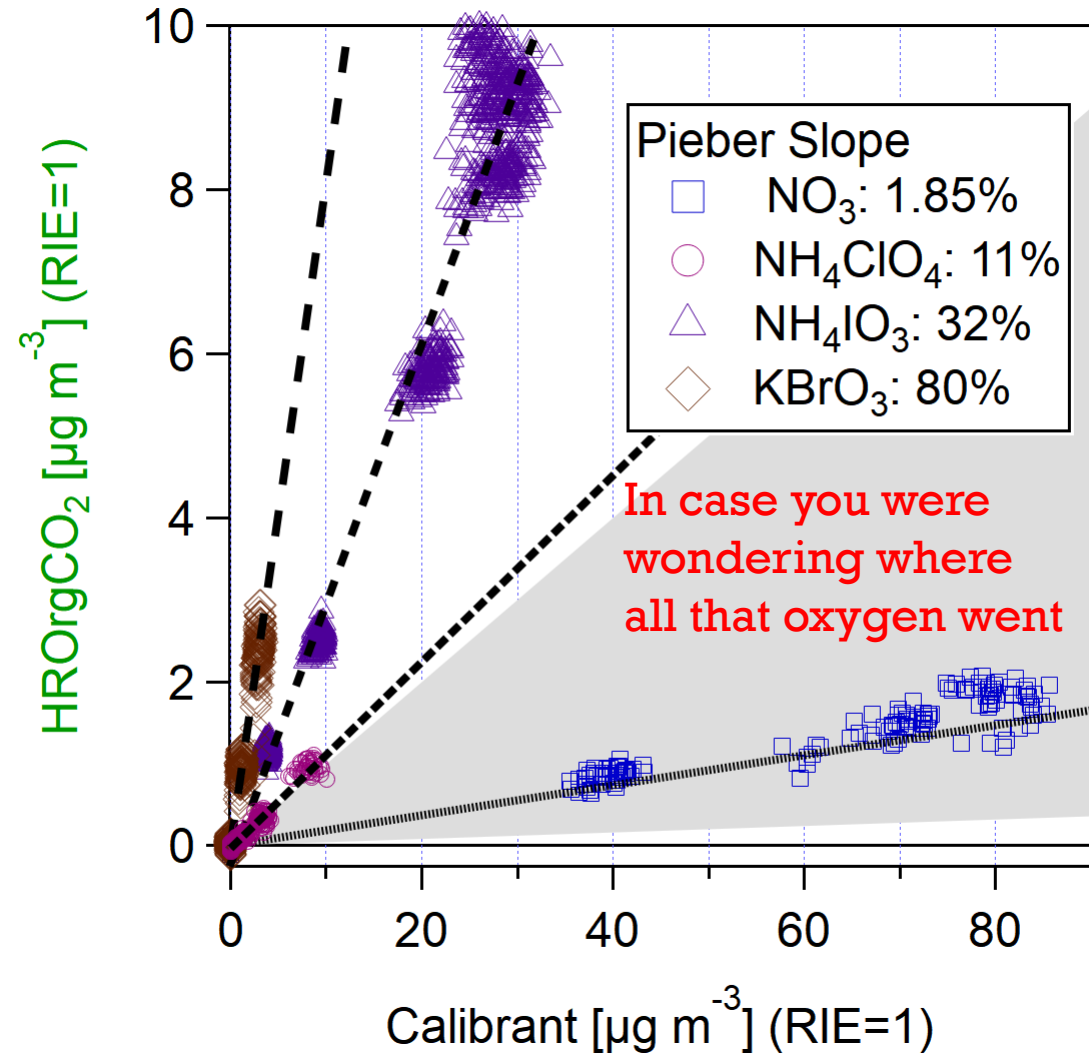 10
8
6
4
2
0
HROrgCO₂ [µg m⁻³] (RIE=1)
Pieber Slope
NO₃: 1.85%
NH₄ClO₄: 11%
NH₄IO₃: 32%
KBrO₃: 80%
In case you were
wondering where
all that oxygen went
0 20 40 60 80
Calibrant [µg m⁻³] (RIE=1)